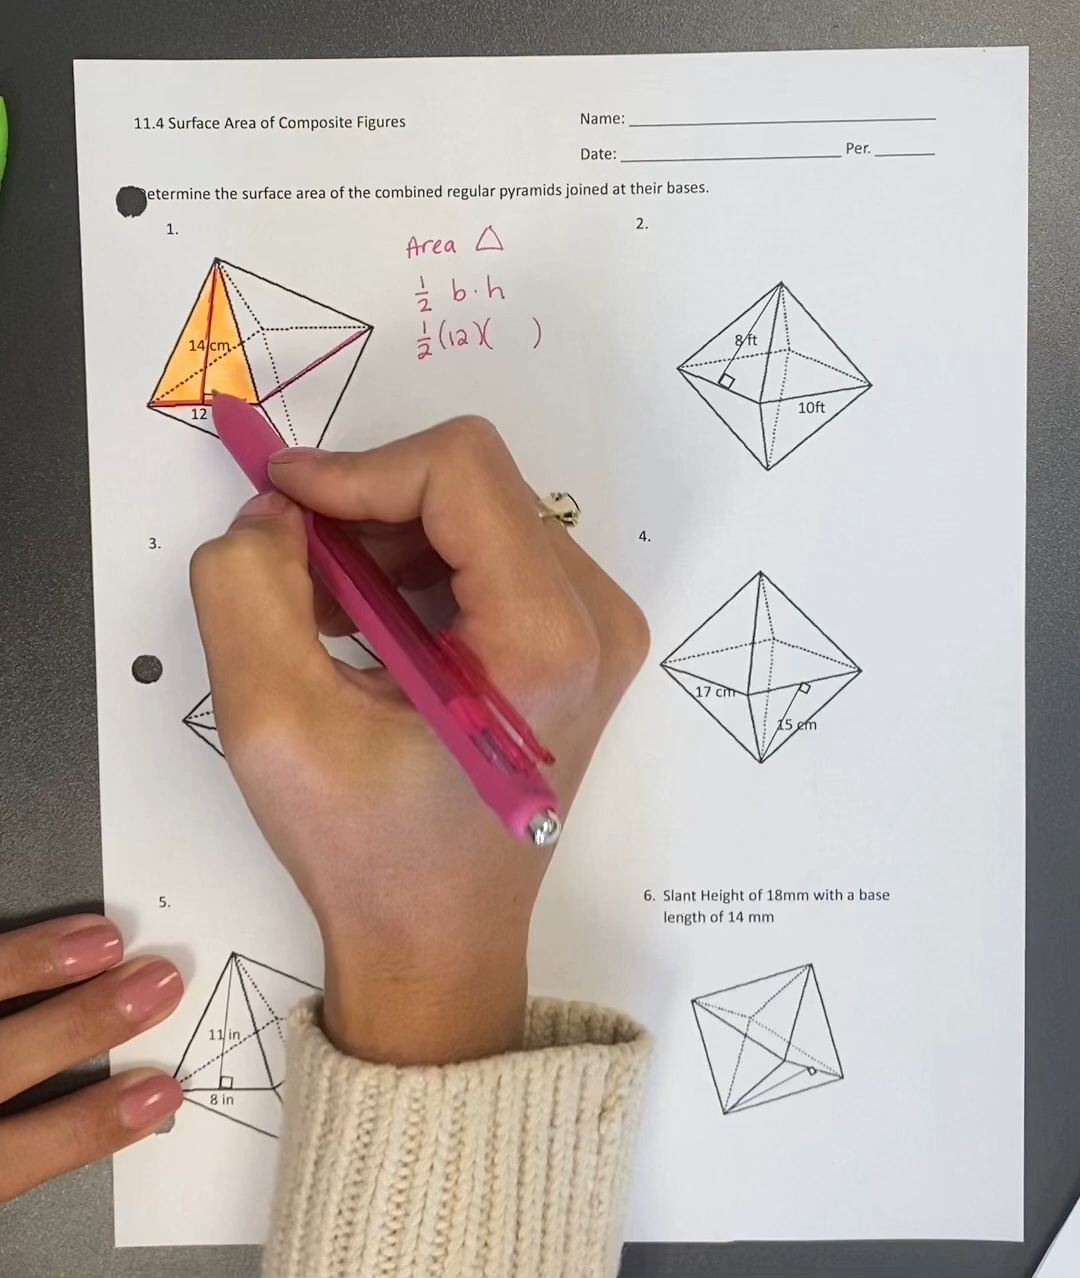 11.4 Surface Area of Composite Figures
Name:
Date: Per.
etermine the surface area of the combined regular pyramids joined at their bases.
1.
14 cm
12
Area △
1/2 b·h
1/2 (12)( )
2.
8 ft
10ft
3.
4.
17 cm
15 cm
5.
11 in
8 in
6. Slant Height of 18mm with a base
length of 14 mm